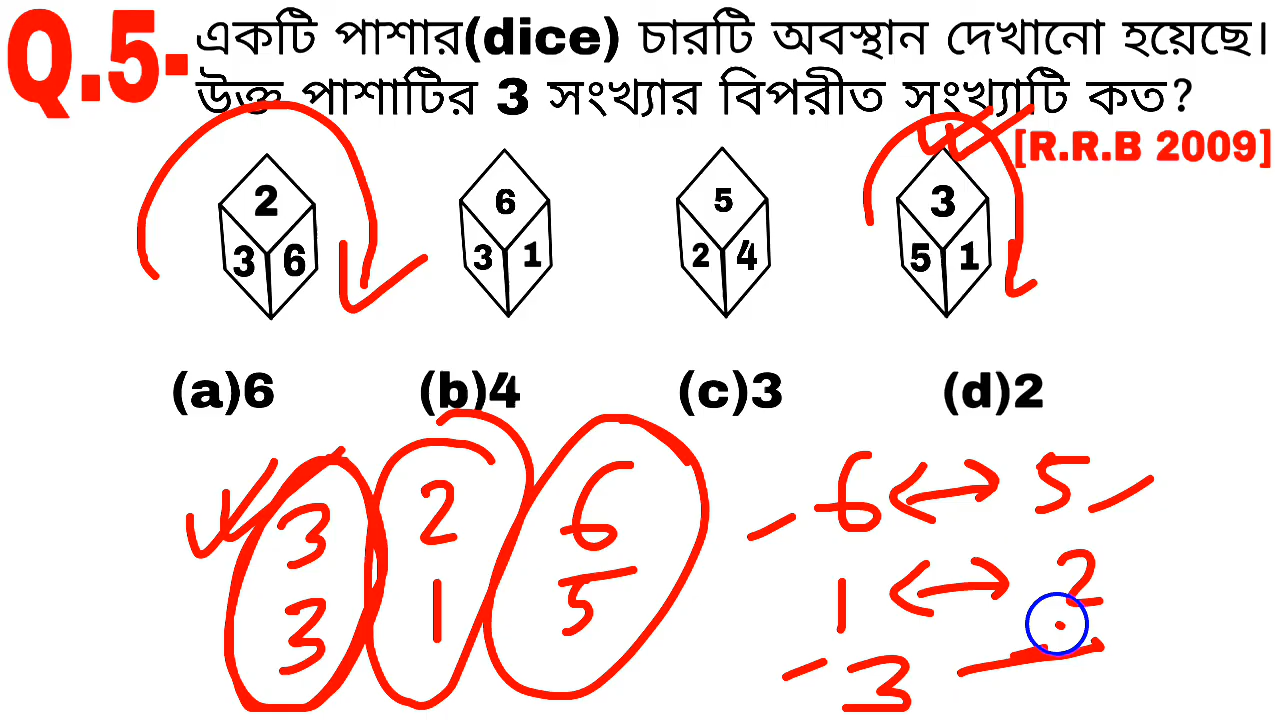 Q.5- একটি পাশার(dice) চারটি অবস্থান দেখানো হয়েছে।
উক্ত পাশাটির 3 সংখ্যার বিপরীত সংখ্যাটি কত?
[R.R.B 2009]
2 6 5 3
3 6 3 1 2 4 5 1
(a)6 (b)4 (c)3 (d)2
3 2 6 6 ↔ 5
3 1 5 1 ↔ 2
3